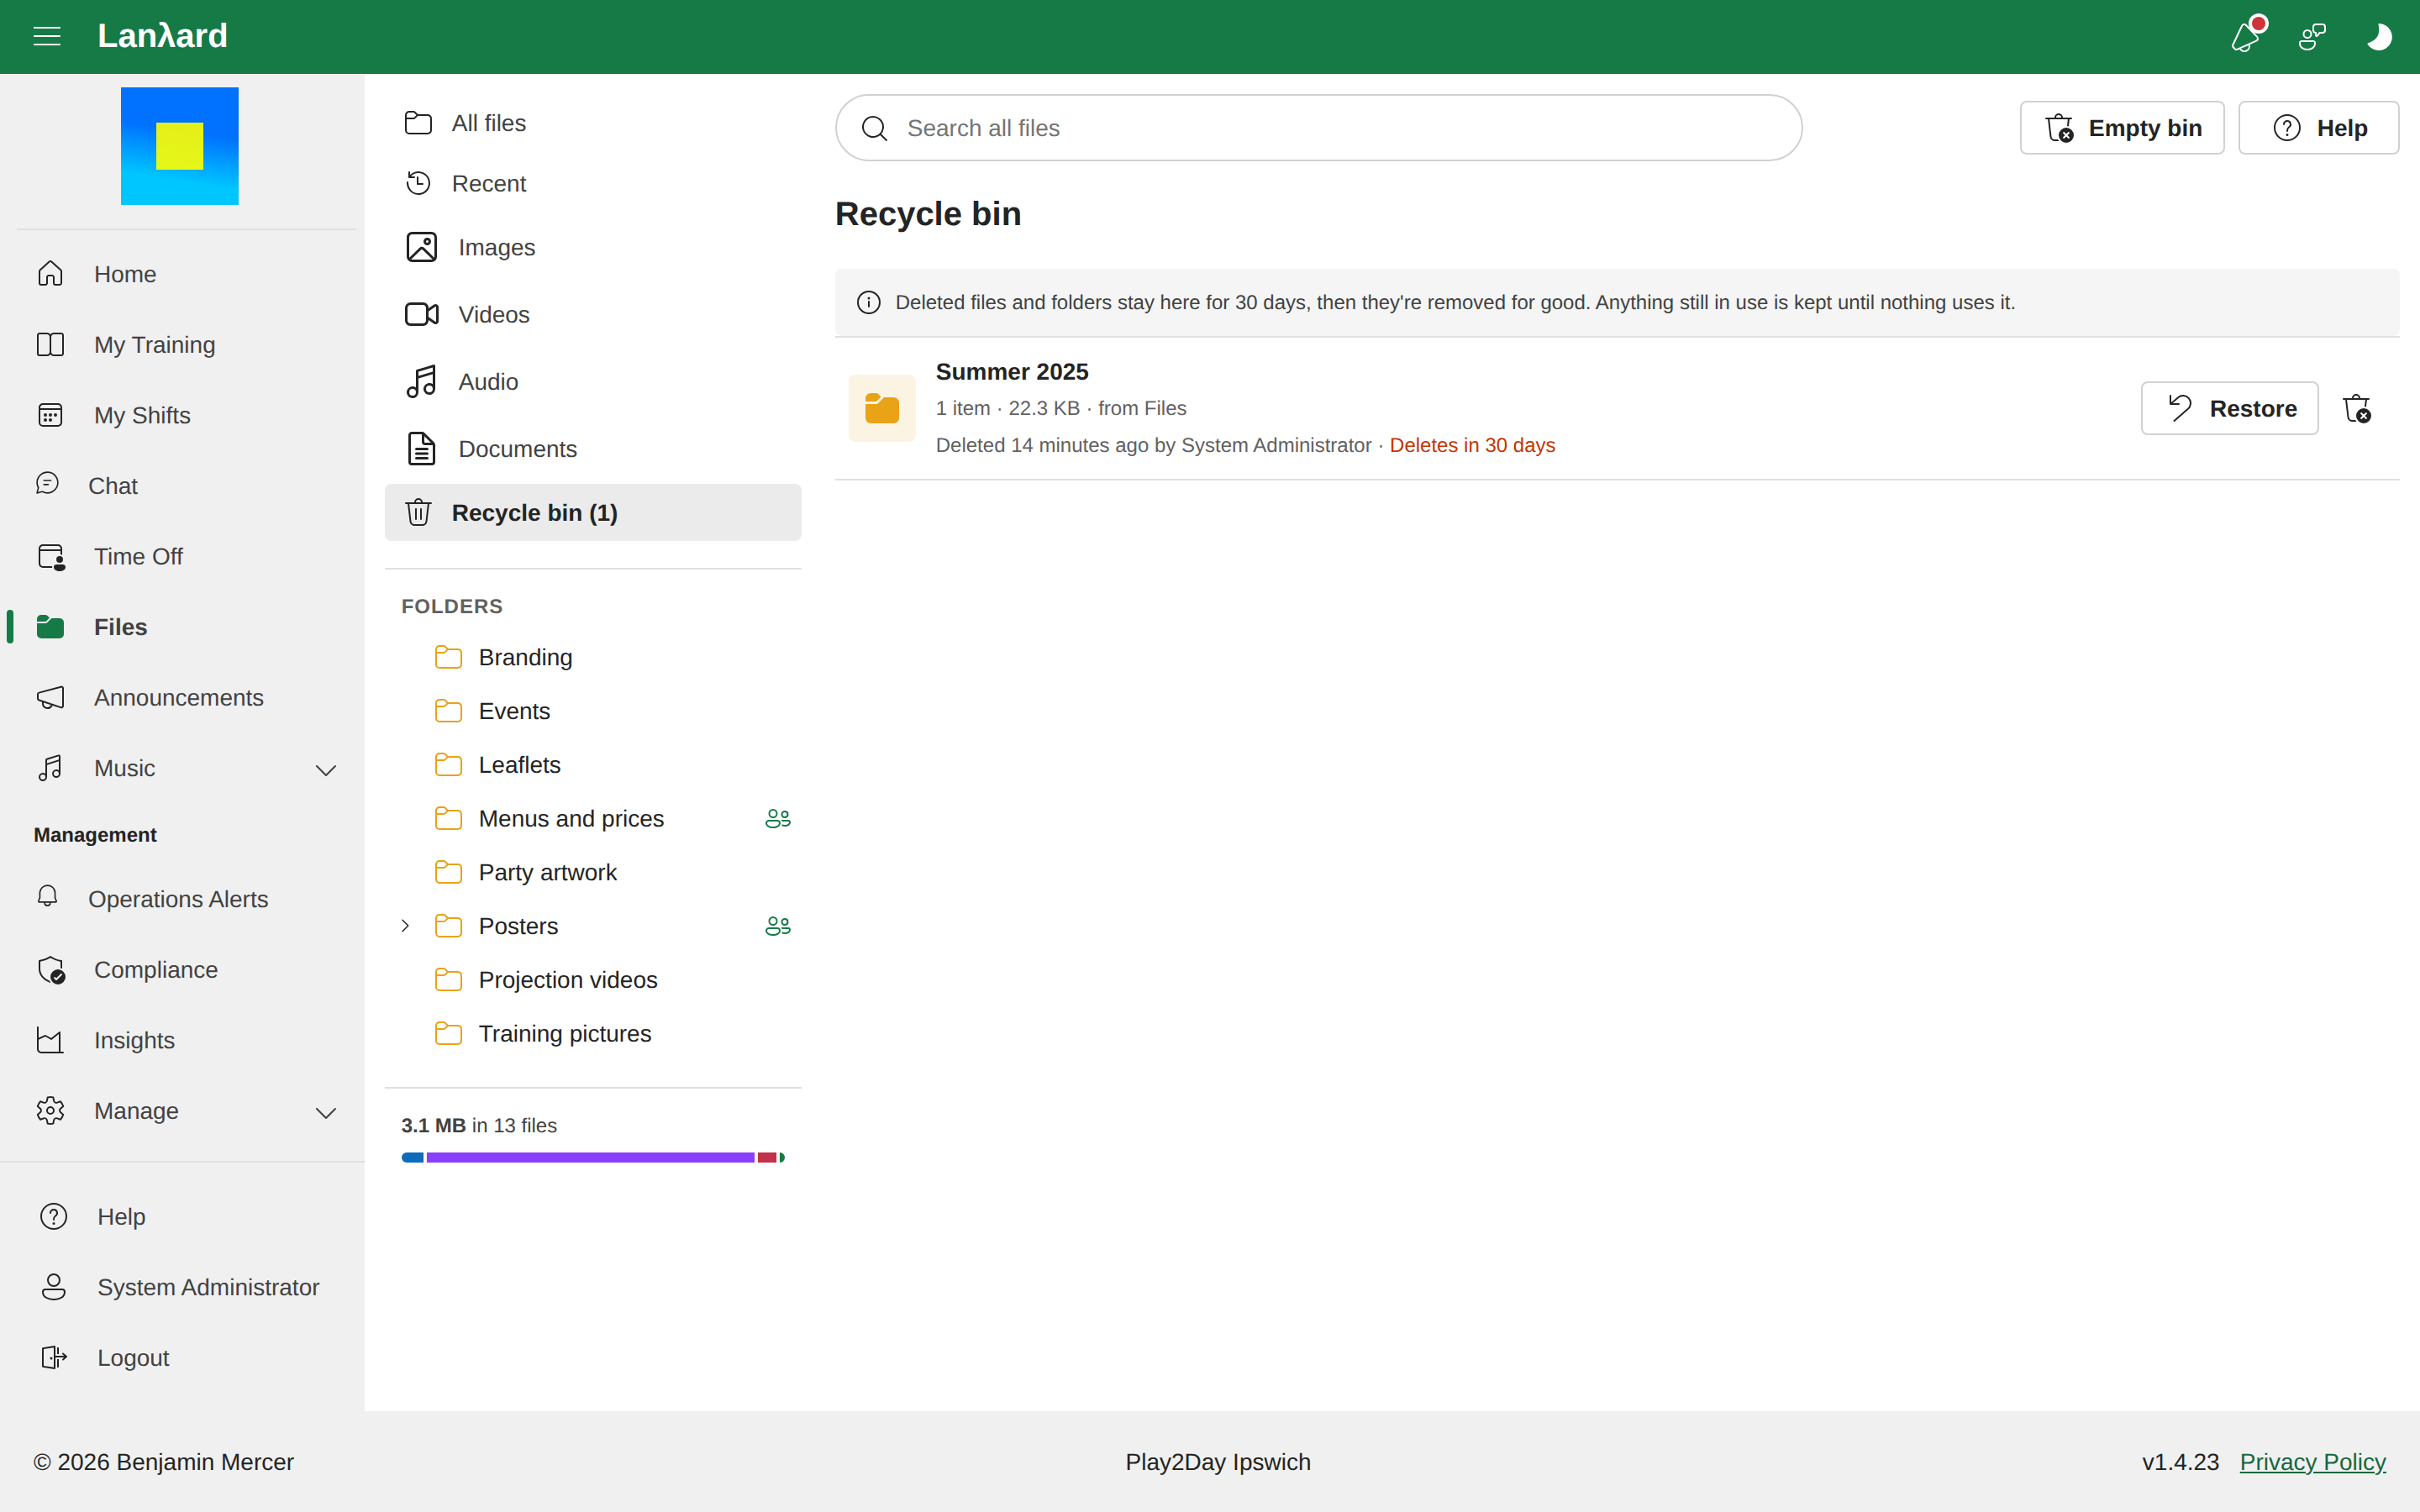 Lanλard
Home
My Training
My Shifts
Chat
Time Off
Files
Announcements
Music
Management
Operations Alerts
Compliance
Insights
Manage
Help
System Administrator
Logout
All files
Recent
Images
Videos
Audio
Documents
Recycle bin (1)
FOLDERS
Branding
Events
Leaflets
Menus and prices
Party artwork
Posters
Projection videos
Training pictures
3.1 MB in 13 files
Search all files
Empty bin
Help
Recycle bin
Deleted files and folders stay here for 30 days, then they're removed for good. Anything still in use is kept until nothing uses it.
Summer 2025
1 item · 22.3 KB · from Files
Deleted 14 minutes ago by System Administrator · Deletes in 30 days
Restore
© 2026 Benjamin Mercer
Play2Day Ipswich
v1.4.23 Privacy Policy